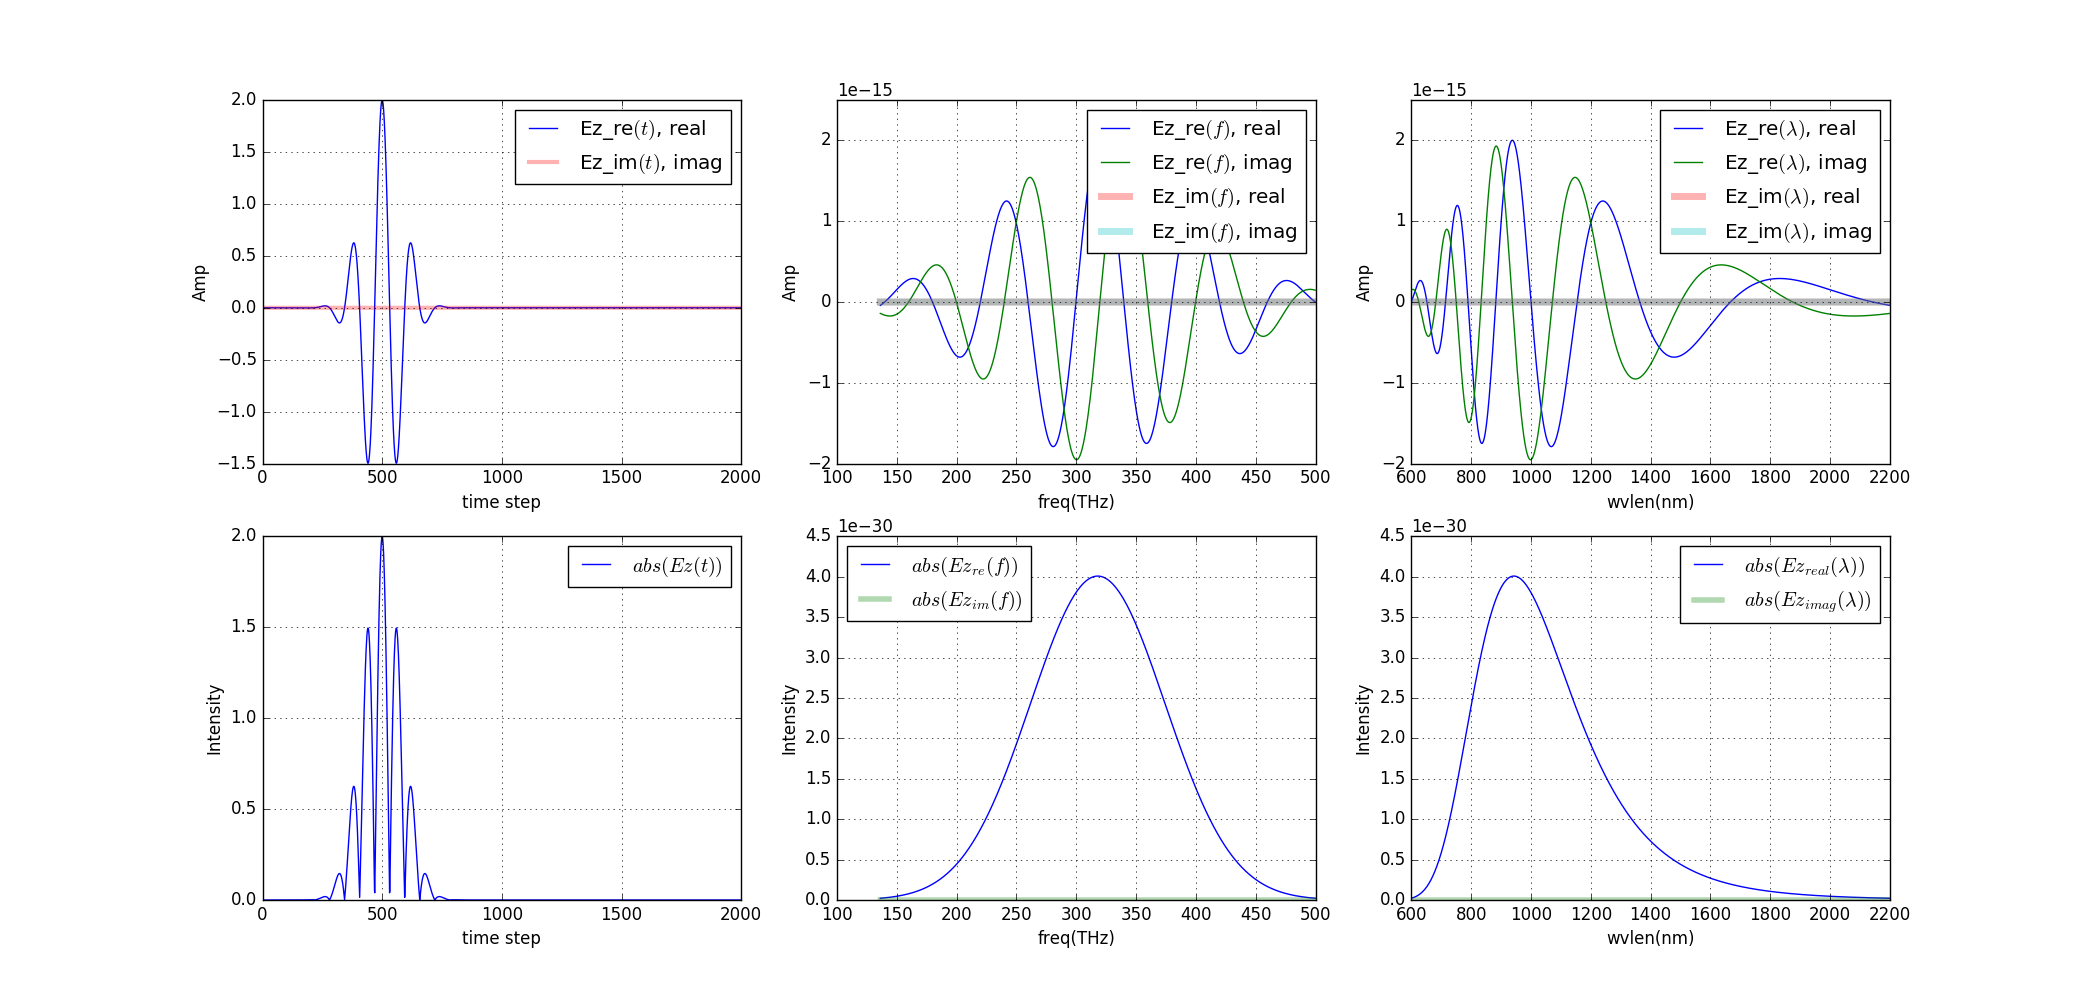 2.0
1.5
1.0
0.5
0.0
−0.5
−1.0
−1.5
0 500 1000 1500 2000
time step
Amp
Ez_re(t), real
Ez_im(t), imag
1e−15
2
1
0
−1
−2
100 150 200 250 300 350 400 450 500
freq(THz)
Amp
Ez_re(f), real
Ez_re(f), imag
Ez_im(f), real
Ez_im(f), imag
1e−15
2
1
0
−1
−2
600 800 1000 1200 1400 1600 1800 2000 2200
wvlen(nm)
Amp
Ez_re(λ), real
Ez_re(λ), imag
Ez_im(λ), real
Ez_im(λ), imag
2.0
1.5
1.0
0.5
0.0
0 500 1000 1500 2000
time step
Intensity
abs(Ez(t))
1e−30
4.5
4.0
3.5
3.0
2.5
2.0
1.5
1.0
0.5
0.0
100 150 200 250 300 350 400 450 500
freq(THz)
Intensity
abs(Ez_re(f))
abs(Ez_im(f))
1e−30
4.5
4.0
3.5
3.0
2.5
2.0
1.5
1.0
0.5
0.0
600 800 1000 1200 1400 1600 1800 2000 2200
wvlen(nm)
Intensity
abs(Ez_real(λ))
abs(Ez_imag(λ))